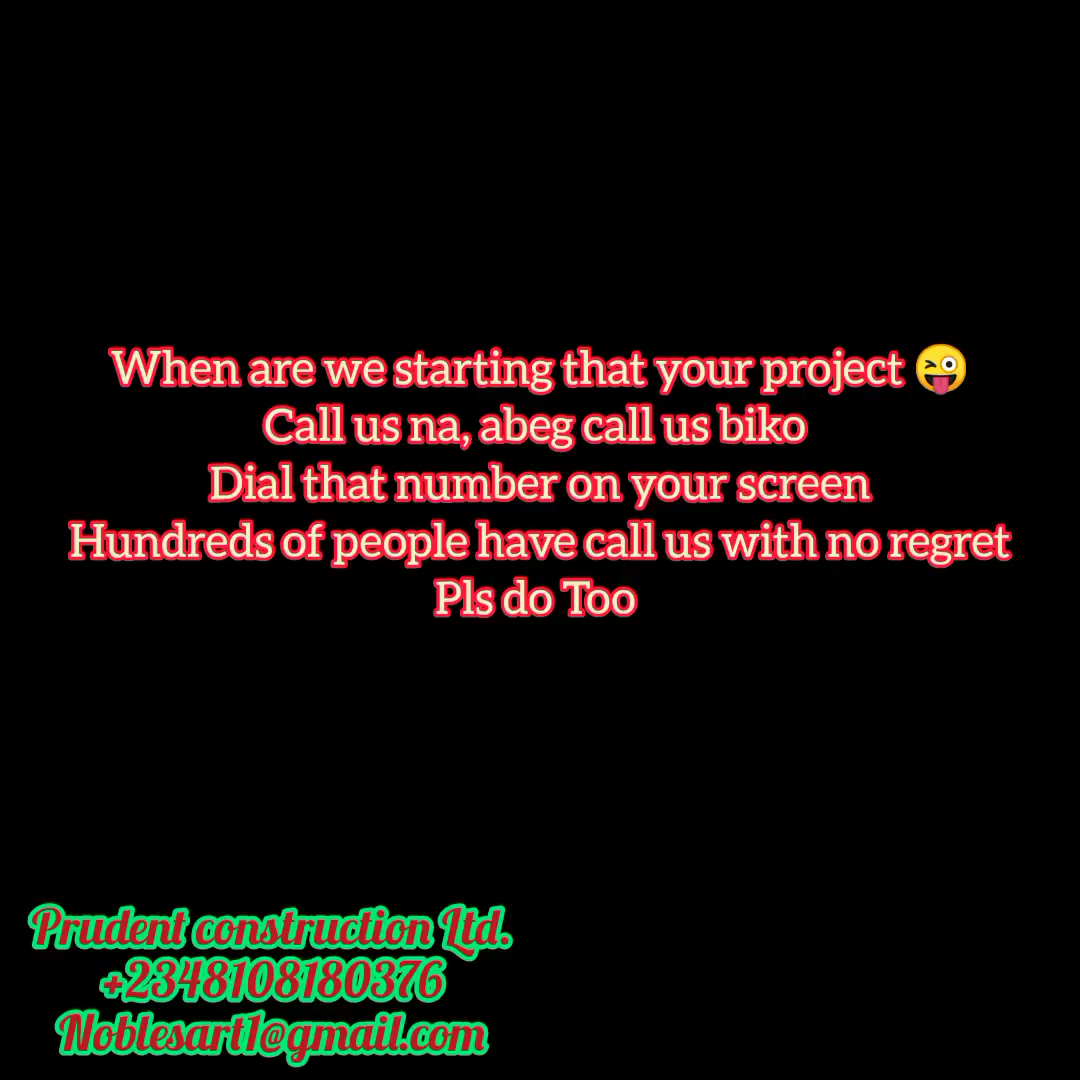 When are we starting that your project 😜
Call us na, abeg call us biko
Dial that number on your screen
Hundreds of people have call us with no regret
Pls do Too
Prudent construction Ltd.
+2348108180376
Noblesart1@gmail.com